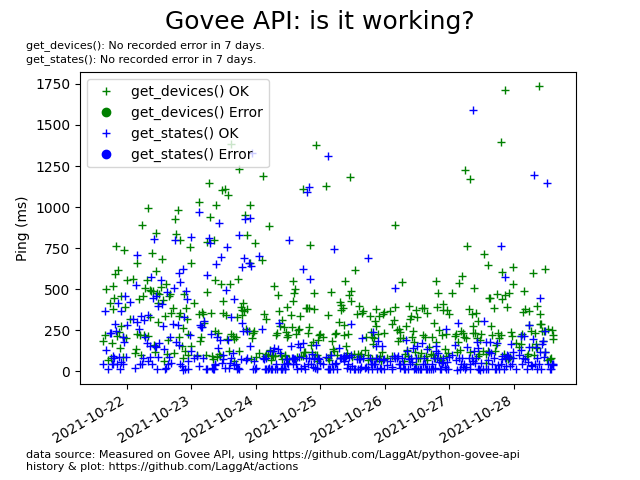 Govee API: is it working?
get_devices(): No recorded error in 7 days.
get_states(): No recorded error in 7 days.
get_devices() OK
get_devices() Error
get_states() OK
get_states() Error
Ping (ms)
1750
1500
1250
1000
750
500
250
0
2021-10-22
2021-10-23
2021-10-24
2021-10-25
2021-10-26
2021-10-27
2021-10-28
data source: Measured on Govee API, using https://github.com/LaggAt/python-govee-api
history & plot: https://github.com/LaggAt/actions